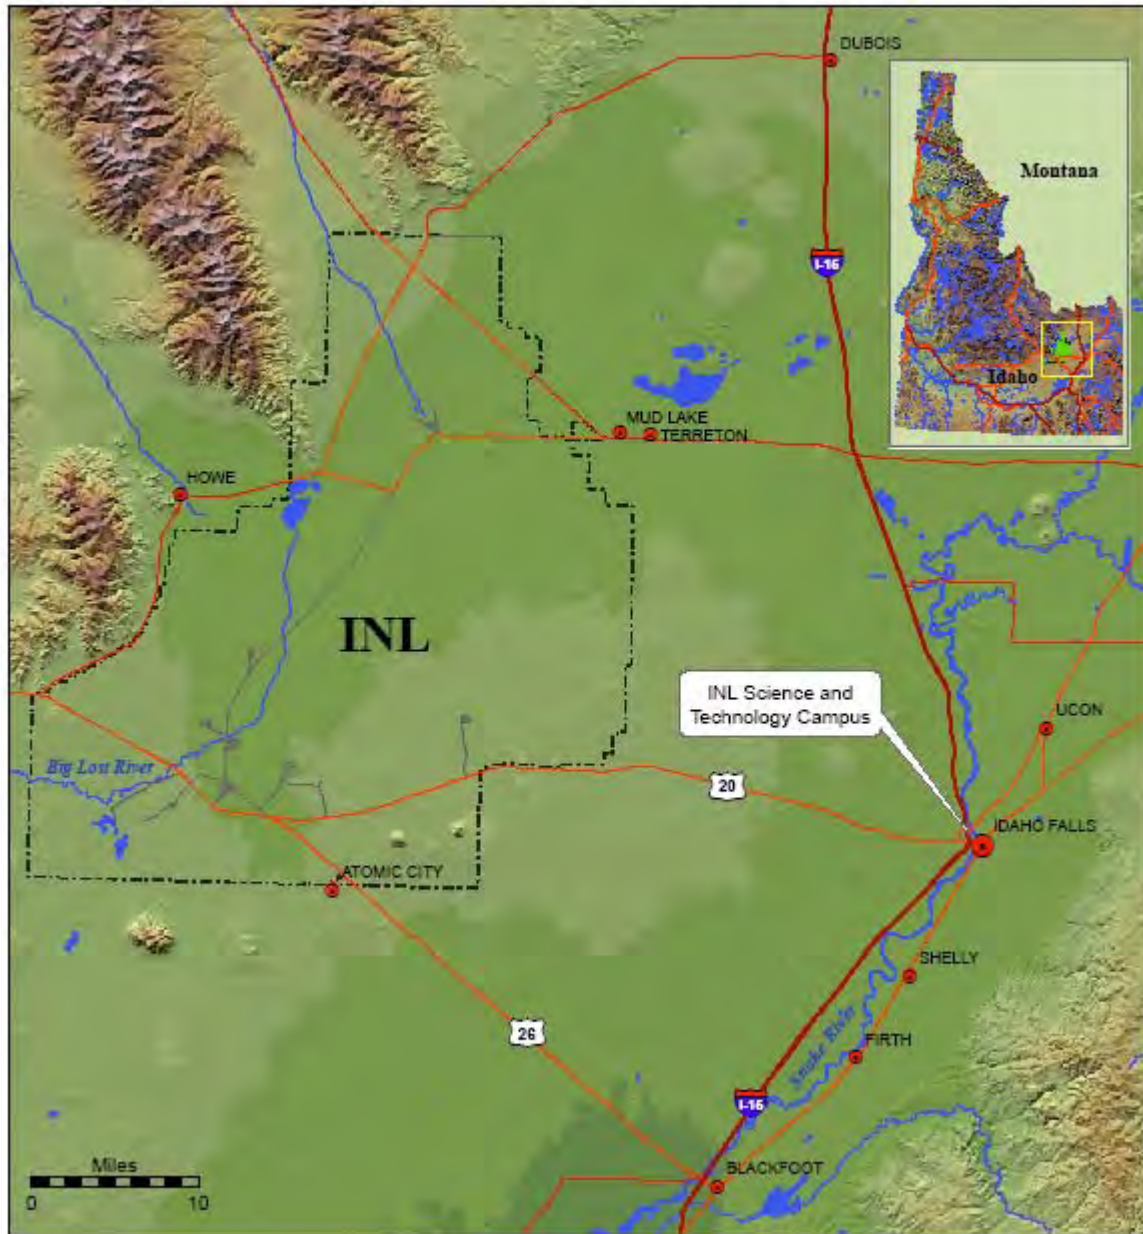 DUBOIS
Montana
I-15
Idaho
MUD LAKE
TERRETON
HOWE
INL
INL Science and
Technology Campus
UCON
Big Lost River
20
IDAHO FALLS
ATOMIC CITY
SHELLY
Snake River
26
FIRTH
I-15
Miles
0 10
BLACKFOOT